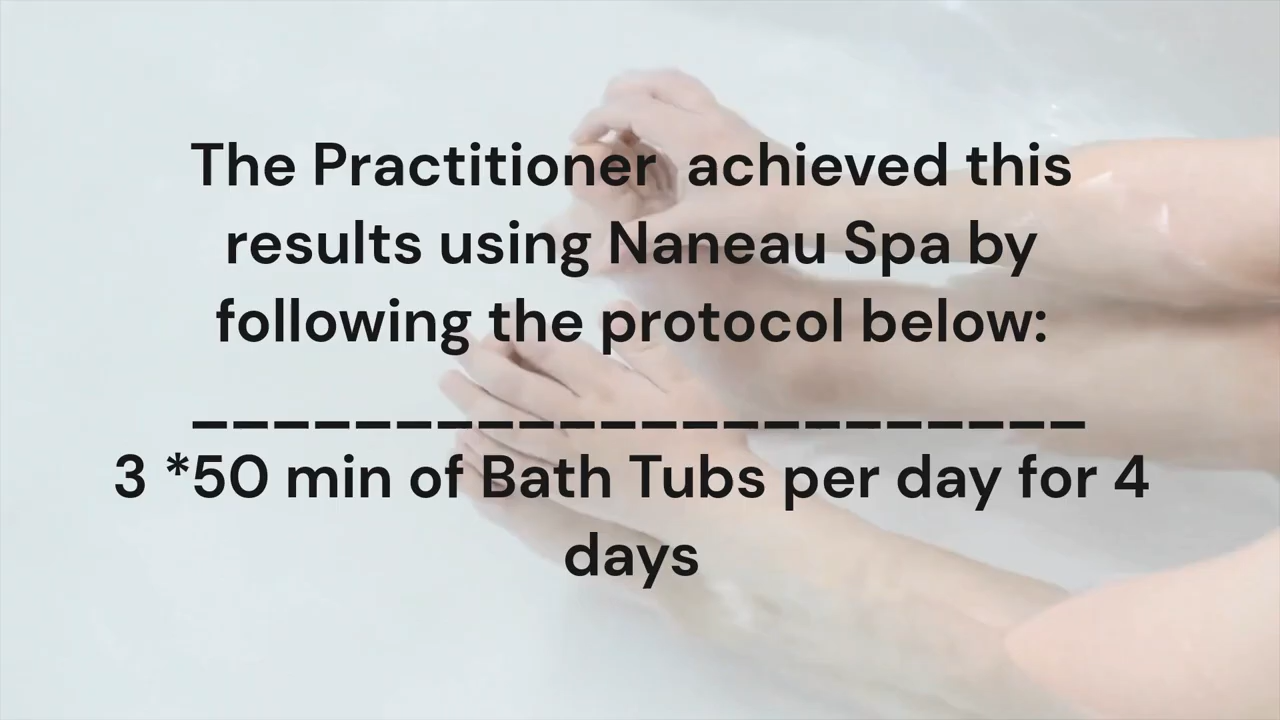 The Practitioner  achieved this
results using Naneau Spa by
following the protocol below:
______________________
3 *50 min of Bath Tubs per day for 4
days